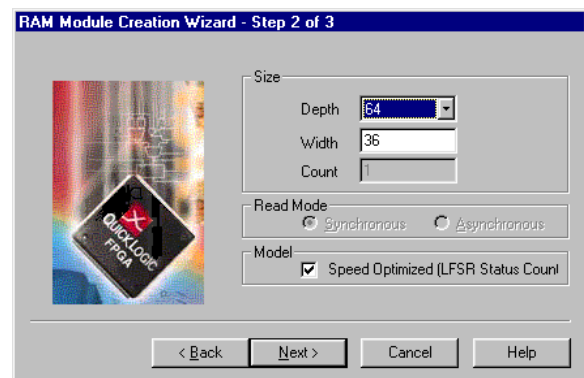 RAM Module Creation Wizard - Step 2 of 3
Size
Depth 64
Width 36
Count 1
Read Mode
Synchronous Asynchronous
Model
Speed Optimized (LFSR Status Count
QUICKLOGIC
FPGA
< Back Next > Cancel Help